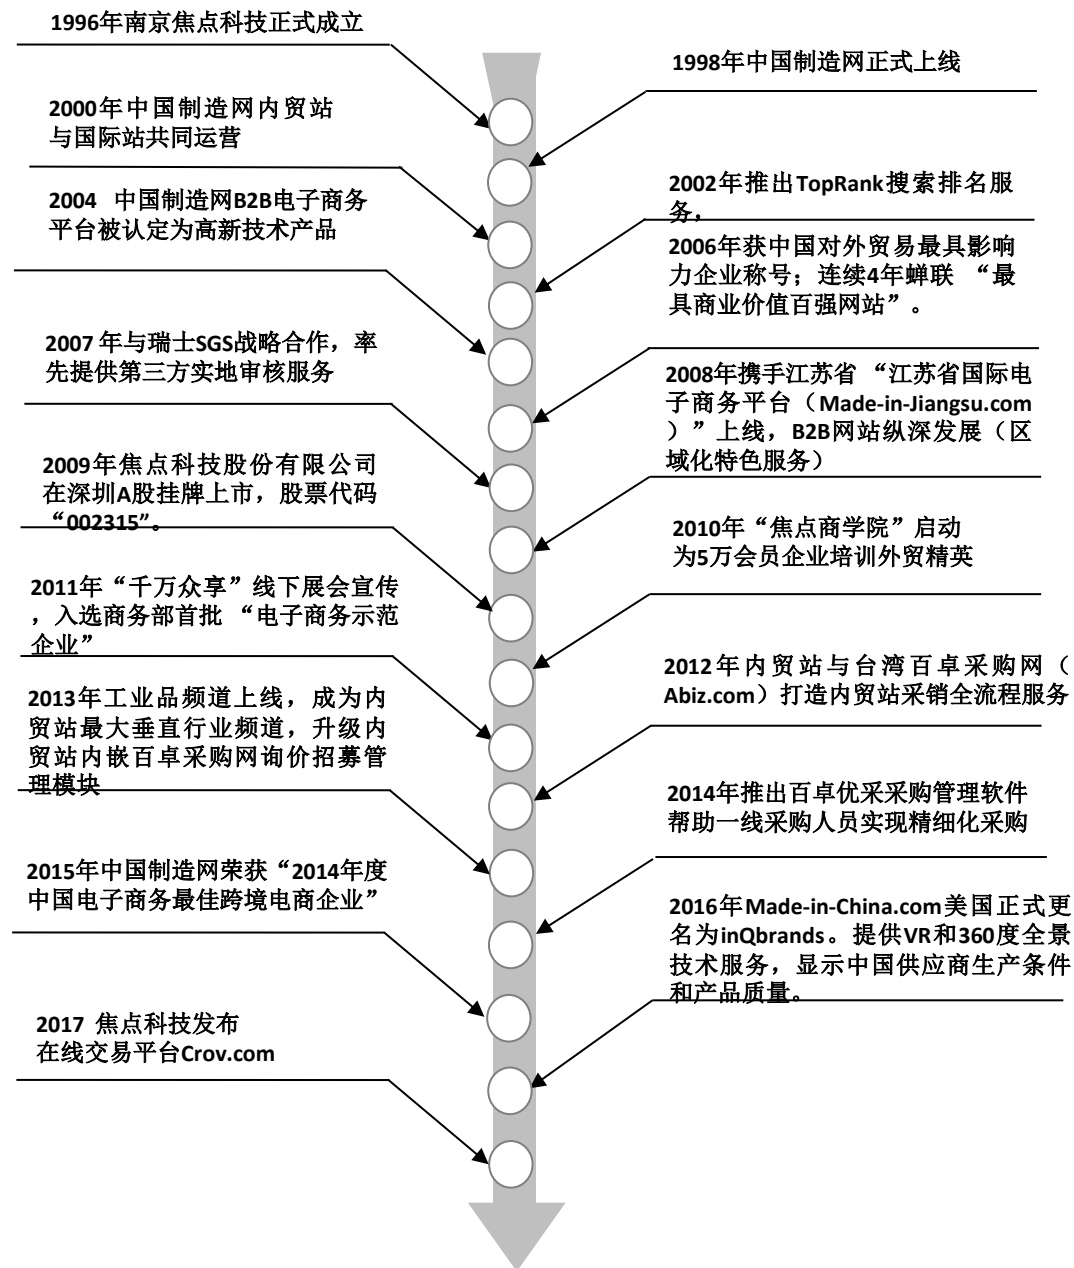 1996年南京焦点科技正式成立
1998年中国制造网正式上线
2000年中国制造网内贸站
与国际站共同运营
2002年推出TopRank搜索排名服
务，
2004 中国制造网B2B电子商务
平台被认定为高新技术产品
2006年获中国对外贸易最具影响
力企业称号；连续4年蝉联 “最
具商业价值百强网站”。
2007年与瑞士SGS战略合作，率
先提供第三方实地审核服务
2008年携手江苏省 “江苏省国际电
子商务平台（Made-in-Jiangsu.com
）”上线，B2B网站纵深发展（区
域化特色服务）
2009年焦点科技股份有限公司
在深圳A股挂牌上市，股票代码
“002315”。
2010年“焦点商学院”启动
为5万会员企业培训外贸精英
2011年“千万众享”线下展会宣传
，入选商务部首批 “电子商务示范
企业”
2012年内贸站与台湾百卓采购网（
Abiz.com）打造内贸站采销全流程服务
2013年工业品频道上线，成为内
贸站最大垂直行业频道，升级内
贸站内嵌百卓采购网询价招募管
理模块
2014年推出百卓优采采购管理软件
帮助一线采购人员实现精细化采购
2015年中国制造网荣获“2014年度
中国电子商务最佳跨境电商企业”
2016年Made-in-China.com美国正式更
名为inQbrands。提供VR和360度全景
技术服务，显示中国供应商生产条件
和产品质量。
2017 焦点科技发布
在线交易平台Crov.com